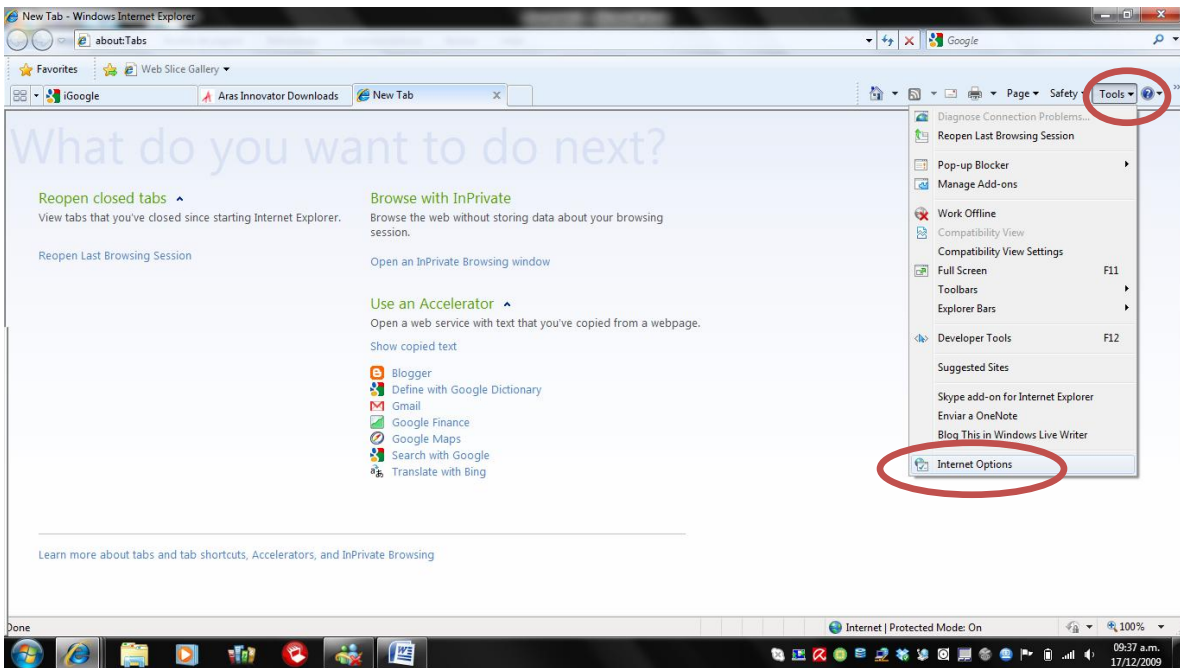 New Tab - Windows Internet Explorer
about:Tabs
Google
Favorites
Web Slice Gallery
iGoogle
Aras Innovator Downloads
New Tab
Page
Safety
Tools
What do you want to do next?
Reopen closed tabs
View tabs that you've closed since starting Internet Explorer.
Reopen Last Browsing Session
Browse with InPrivate
Browse the web without storing data about your browsing
session.
Open an InPrivate Browsing window
Use an Accelerator
Open a web service with text that you've copied from a webpage.
Show copied text
Blogger
Define with Google Dictionary
Gmail
Google Finance
Google Maps
Search with Google
Translate with Bing
Learn more about tabs and tab shortcuts, Accelerators, and InPrivate Browsing
Diagnose Connection Problems...
Reopen Last Browsing Session
Pop-up Blocker
Manage Add-ons
Work Offline
Compatibility View
Compatibility View Settings
Full Screen F11
Toolbars
Explorer Bars
Developer Tools F12
Suggested Sites
Skype add-on for Internet Explorer
Enviar a OneNote
Blog This in Windows Live Writer
Internet Options
Done
Internet | Protected Mode: On
100%
09:37 a.m.
17/12/2009